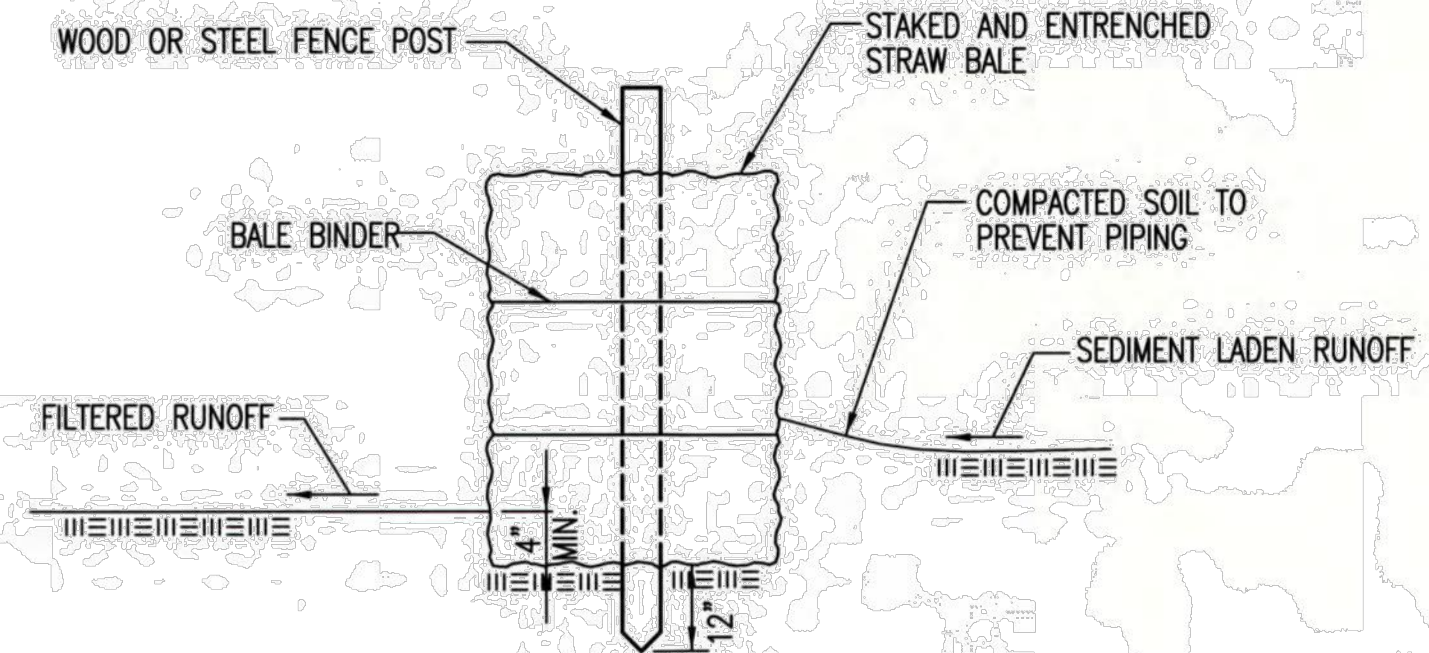 WOOD OR STEEL FENCE POST
STAKED AND ENTRENCHED
STRAW BALE
BALE BINDER
COMPACTED SOIL TO
PREVENT PIPING
SEDIMENT LADEN RUNOFF
FILTERED RUNOFF
4"
MIN.
12"